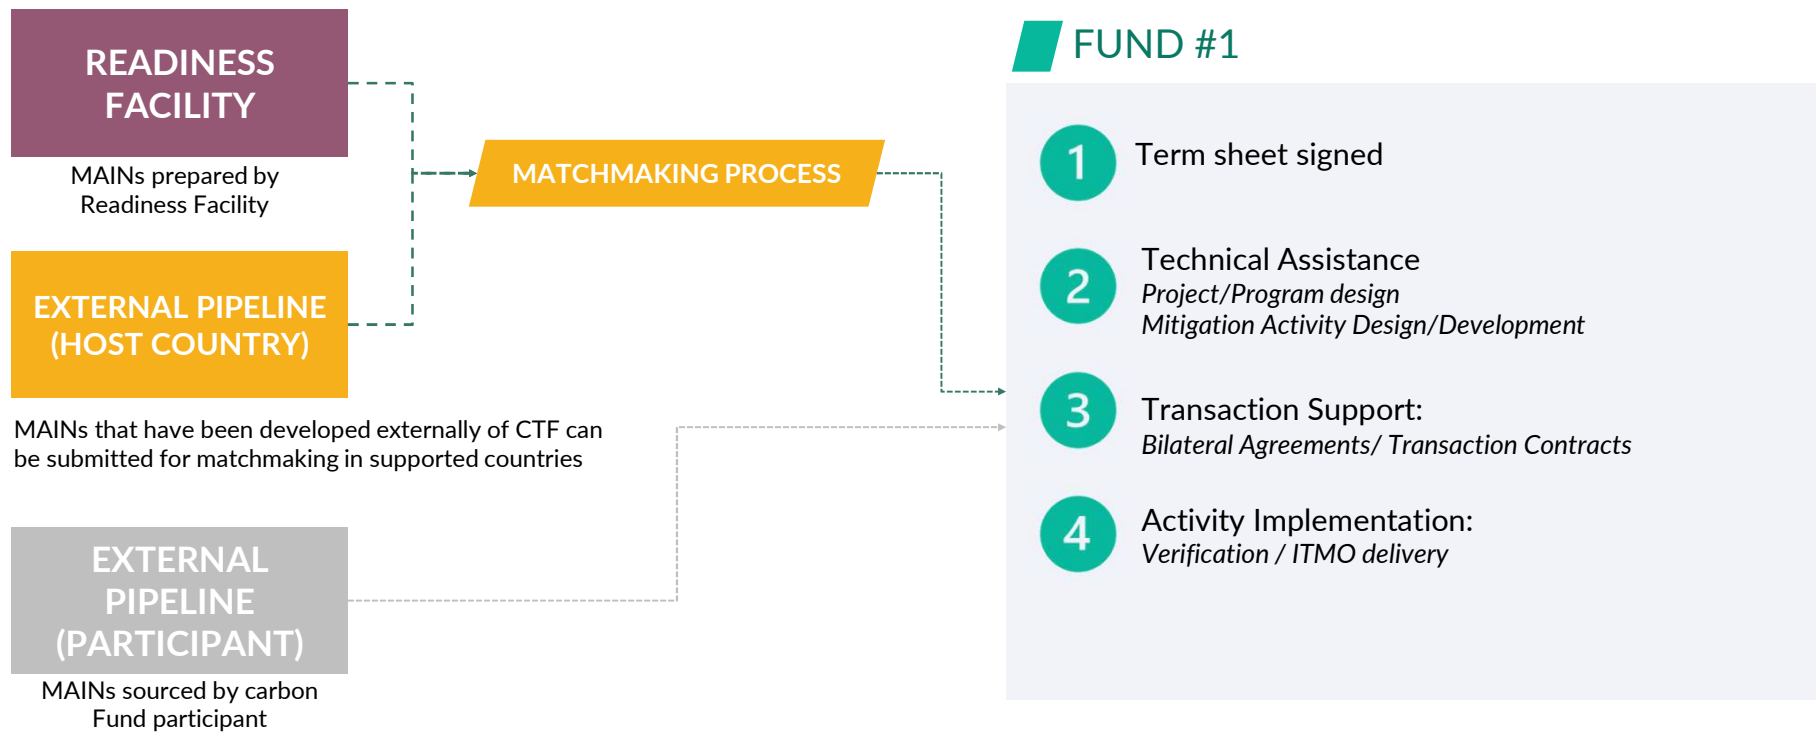 READINESS
FACILITY
MAINs prepared by
Readiness Facility
EXTERNAL PIPELINE
(HOST COUNTRY)
MAINs that have been developed externally of CTF can
be submitted for matchmaking in supported countries
EXTERNAL
PIPELINE
(PARTICIPANT)
MAINs sourced by carbon
Fund participant
MATCHMAKING PROCESS
FUND #1
1
Term sheet signed
2
Technical Assistance
Project/Program design
Mitigation Activity Design/Development
3
Transaction Support:
Bilateral Agreements/ Transaction Contracts
4
Activity Implementation:
Verification / ITMO delivery